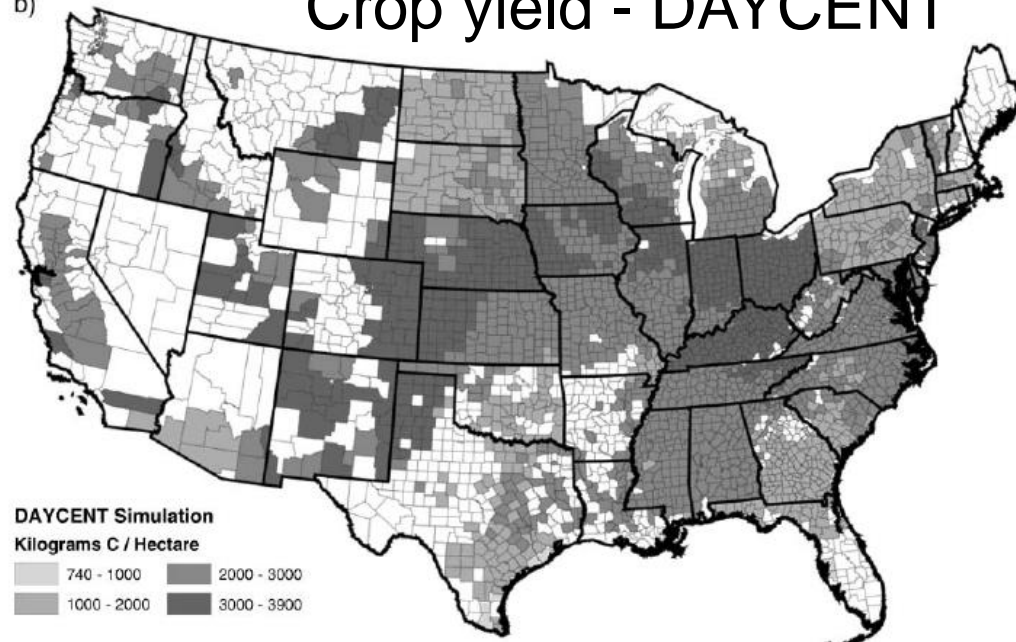 b)
Crop yield - DAYCENT
DAYCENT Simulation
Kilograms C / Hectare
740 - 1000
2000 - 3000
1000 - 2000
3000 - 3900